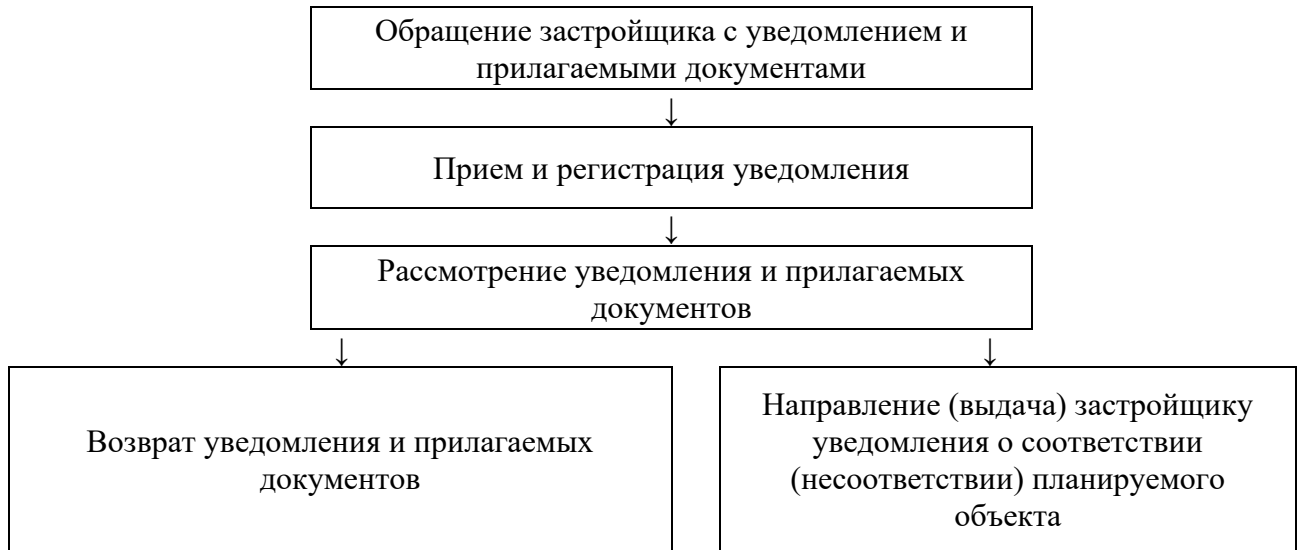 Обращение застройщика с уведомлением и
прилагаемыми документами
↓
Прием и регистрация уведомления
↓
Рассмотрение уведомления и прилагаемых
документов
↓ ↓
Возврат уведомления и прилагаемых
документов
Направление (выдача) застройщику
уведомления о соответствии
(несоответствии) планируемого
объекта